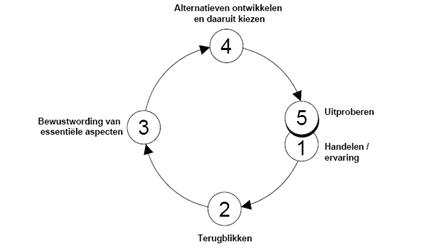 Alternatieven ontwikkelen
en daaruit kiezen
4
5
Uitproberen
Bewustwording van
essentiële aspecten
3
1
Handelen /
ervaring
2
Terugblikken